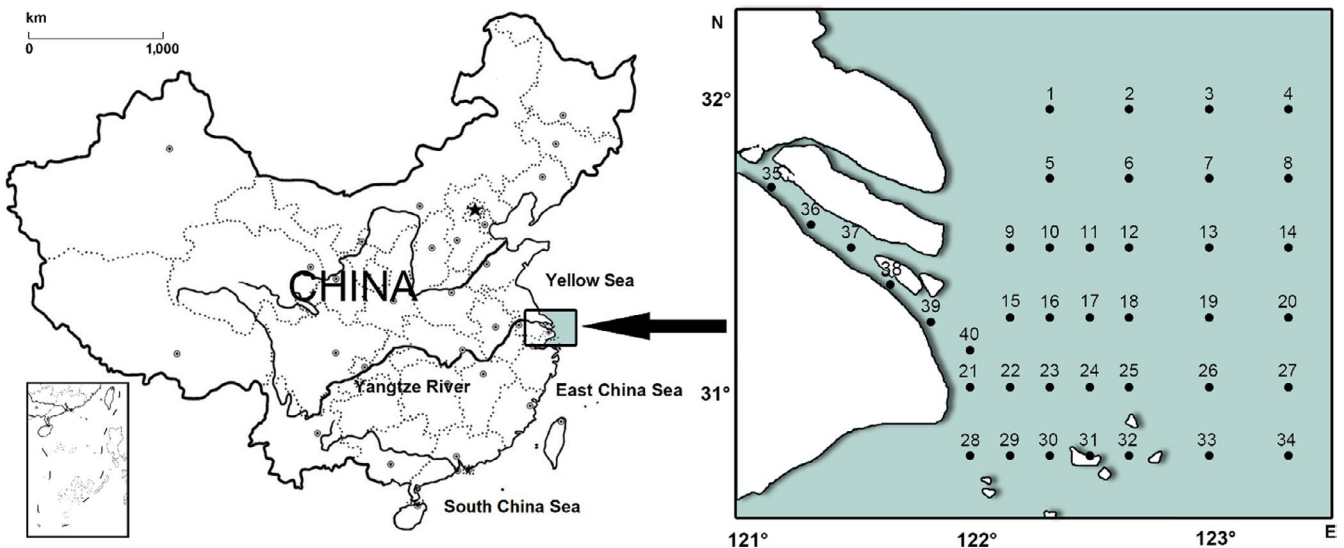 km
0 1,000
CHINA
Yellow Sea
Yangtze River
East China Sea
South China Sea
N
32°
31°
1 2 3 4
5 6 7 8
35
36
37
9 10 11 12 13 14
38
39
15 16 17 18 19 20
40
21 22 23 24 25 26 27
28 29 30 31 32 33 34
121° 122° 123° E